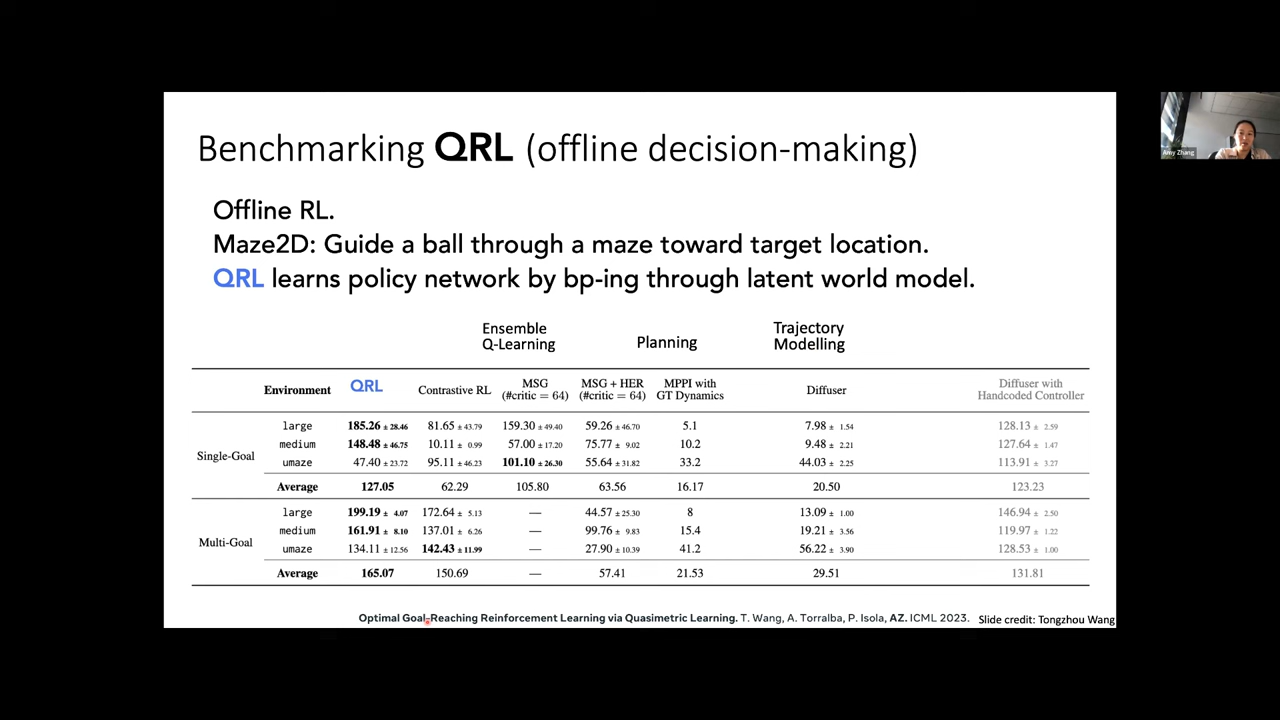 Benchmarking QRL (offline decision-making)
Amy Zhang
Offline RL.
Maze2D: Guide a ball through a maze toward target location.
QRL learns policy network by bp-ing through latent world model.
Ensemble Q-Learning Planning Trajectory Modelling
Environment QRL Contrastive RL MSG (#critic = 64) MSG + HER (#critic = 64) MPPI with GT Dynamics Diffuser Diffuser with Handcoded Controller
Single-Goal
large 185.26 ± 28.46 81.65 ± 43.79 159.30 ± 49.40 59.26 ± 46.70 5.1 7.98 ± 1.54 128.13 ± 2.59
medium 148.48 ± 46.75 10.11 ± 0.99 57.00 ± 17.20 75.77 ± 9.02 10.2 9.48 ± 2.21 127.64 ± 1.47
umaze 47.40 ± 23.72 95.11 ± 46.23 101.10 ± 26.30 55.64 ± 31.82 33.2 44.03 ± 2.25 113.91 ± 3.27
Average 127.05 62.29 105.80 63.56 16.17 20.50 123.23
Multi-Goal
large 199.19 ± 4.07 172.64 ± 5.13 — 44.57 ± 25.30 8 13.09 ± 1.00 146.94 ± 2.50
medium 161.91 ± 8.10 137.01 ± 6.26 — 99.76 ± 9.83 15.4 19.21 ± 3.56 119.97 ± 1.22
umaze 134.11 ± 12.56 142.43 ± 11.99 — 27.90 ± 10.39 41.2 56.22 ± 3.90 128.53 ± 1.00
Average 165.07 150.69 — 57.41 21.53 29.51 131.81
Optimal Goal-Reaching Reinforcement Learning via Quasimetric Learning. T. Wang, A. Torralba, P. Isola, AZ. ICML 2023.
Slide credit: Tongzhou Wang